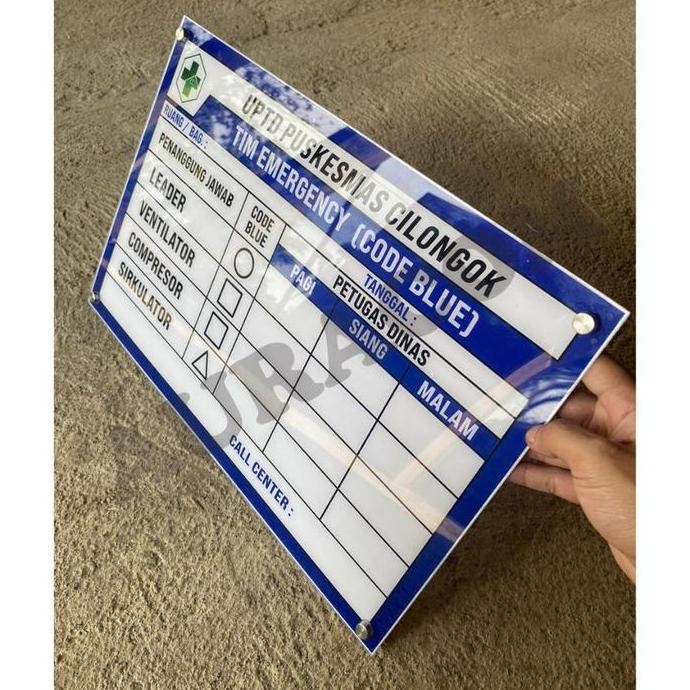 UPTD PUSKESMAS CILONGOK
TIM EMERGENCY (CODE BLUE)
RUANG / BAG. :
TANGGAL :
PENANGGUNG JAWAB
CODE BLUE
PETUGAS DINAS
PAGI
SIANG
MALAM
LEADER
VENTILATOR
COMPRESOR
SIRKULATOR
CALL CENTER :